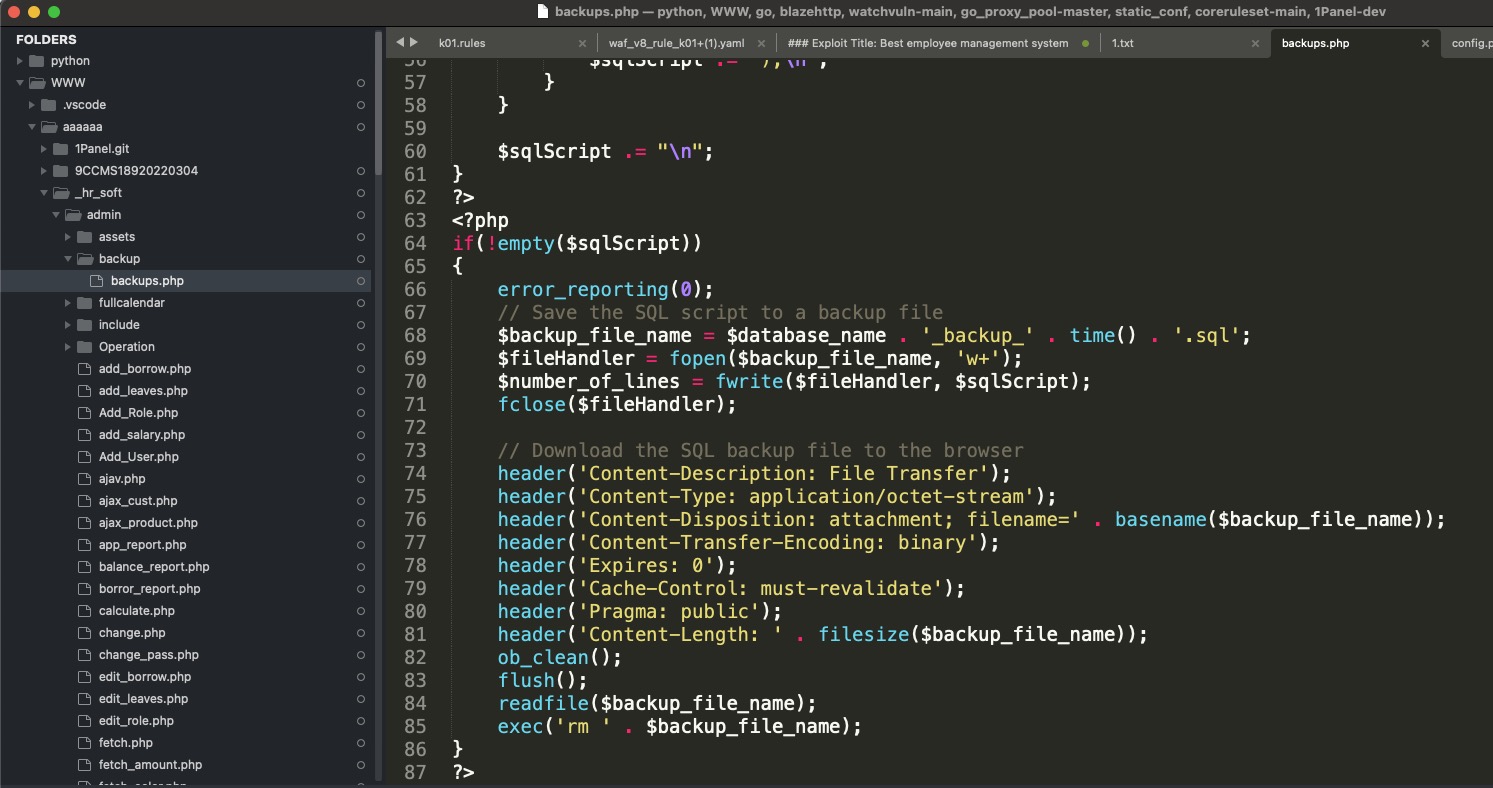 backups.php — python, WWW, go, blazehttp, watchvuln-main, go_proxy_pool-master, static_conf, coreruleset-main, 1Panel-dev
FOLDERS
python
WWW
.vscode
aaaaaa
1Panel.git
9CCMS18920220304
_hr_soft
admin
assets
backup
backups.php
fullcalendar
include
Operation
add_borrow.php
add_leaves.php
Add_Role.php
add_salary.php
Add_User.php
ajav.php
ajax_cust.php
ajax_product.php
app_report.php
balance_report.php
borror_report.php
calculate.php
change.php
change_pass.php
edit_borrow.php
edit_leaves.php
edit_role.php
fetch.php
fetch_amount.php
k01.rules
waf_v8_rule_k01+(1).yaml
### Exploit Title: Best employee management system
1.txt
backups.php
config.p
56 $sqlScript .= ");\n";
57 }
58 }
59
60 $sqlScript .= "\n";
61 }
62 ?>
63 <?php
64 if(!empty($sqlScript))
65 {
66 error_reporting(0);
67 // Save the SQL script to a backup file
68 $backup_file_name = $database_name . '_backup_' . time() . '.sql';
69 $fileHandler = fopen($backup_file_name, 'w+');
70 $number_of_lines = fwrite($fileHandler, $sqlScript);
71 fclose($fileHandler);
72
73 // Download the SQL backup file to the browser
74 header('Content-Description: File Transfer');
75 header('Content-Type: application/octet-stream');
76 header('Content-Disposition: attachment; filename=' . basename($backup_file_name));
77 header('Content-Transfer-Encoding: binary');
78 header('Expires: 0');
79 header('Cache-Control: must-revalidate');
80 header('Pragma: public');
81 header('Content-Length: ' . filesize($backup_file_name));
82 ob_clean();
83 flush();
84 readfile($backup_file_name);
85 exec('rm ' . $backup_file_name);
86 }
87 ?>